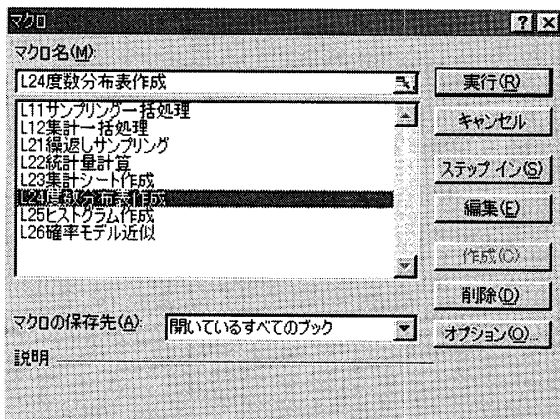 マクロ
マクロ名(M):
L24度数分布表作成
L11サンプリング一括処理
L12集計一括処理
L21繰返しサンプリング
L22統計量計算
L23集計シート作成
L24度数分布表作成
L25ヒストグラム作成
L26確率モデル近似
マクロの保存先(A):
開いているすべてのブック
説明
実行(R)
キャンセル
ステップ イン(S)
編集(E)
作成(C)
削除(D)
オプション(O)...